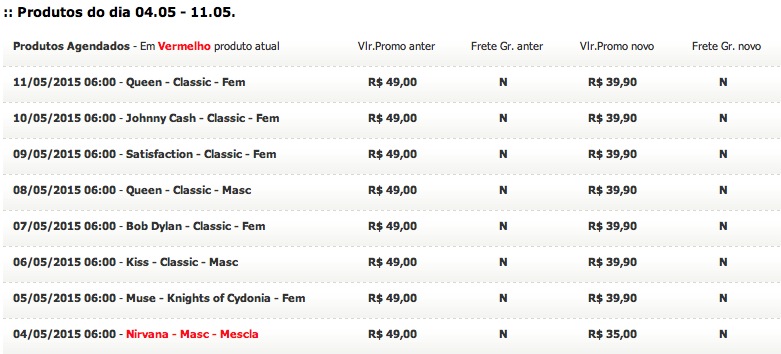 :: Produtos do dia 04.05 - 11.05.
Produtos Agendados - Em Vermelho produto atual Vlr.Promo anter Frete Gr. anter Vlr.Promo novo Frete Gr. novo
11/05/2015 06:00 - Queen - Classic - Fem R$ 49,00 N R$ 39,90 N
10/05/2015 06:00 - Johnny Cash - Classic - Fem R$ 49,00 N R$ 39,90 N
09/05/2015 06:00 - Satisfaction - Classic - Fem R$ 49,00 N R$ 39,90 N
08/05/2015 06:00 - Queen - Classic - Masc R$ 49,00 N R$ 39,90 N
07/05/2015 06:00 - Bob Dylan - Classic - Fem R$ 49,00 N R$ 39,90 N
06/05/2015 06:00 - Kiss - Classic - Masc R$ 49,00 N R$ 39,90 N
05/05/2015 06:00 - Muse - Knights of Cydonia - Fem R$ 49,00 N R$ 39,90 N
04/05/2015 06:00 - Nirvana - Masc - Mescla R$ 49,00 N R$ 35,00 N